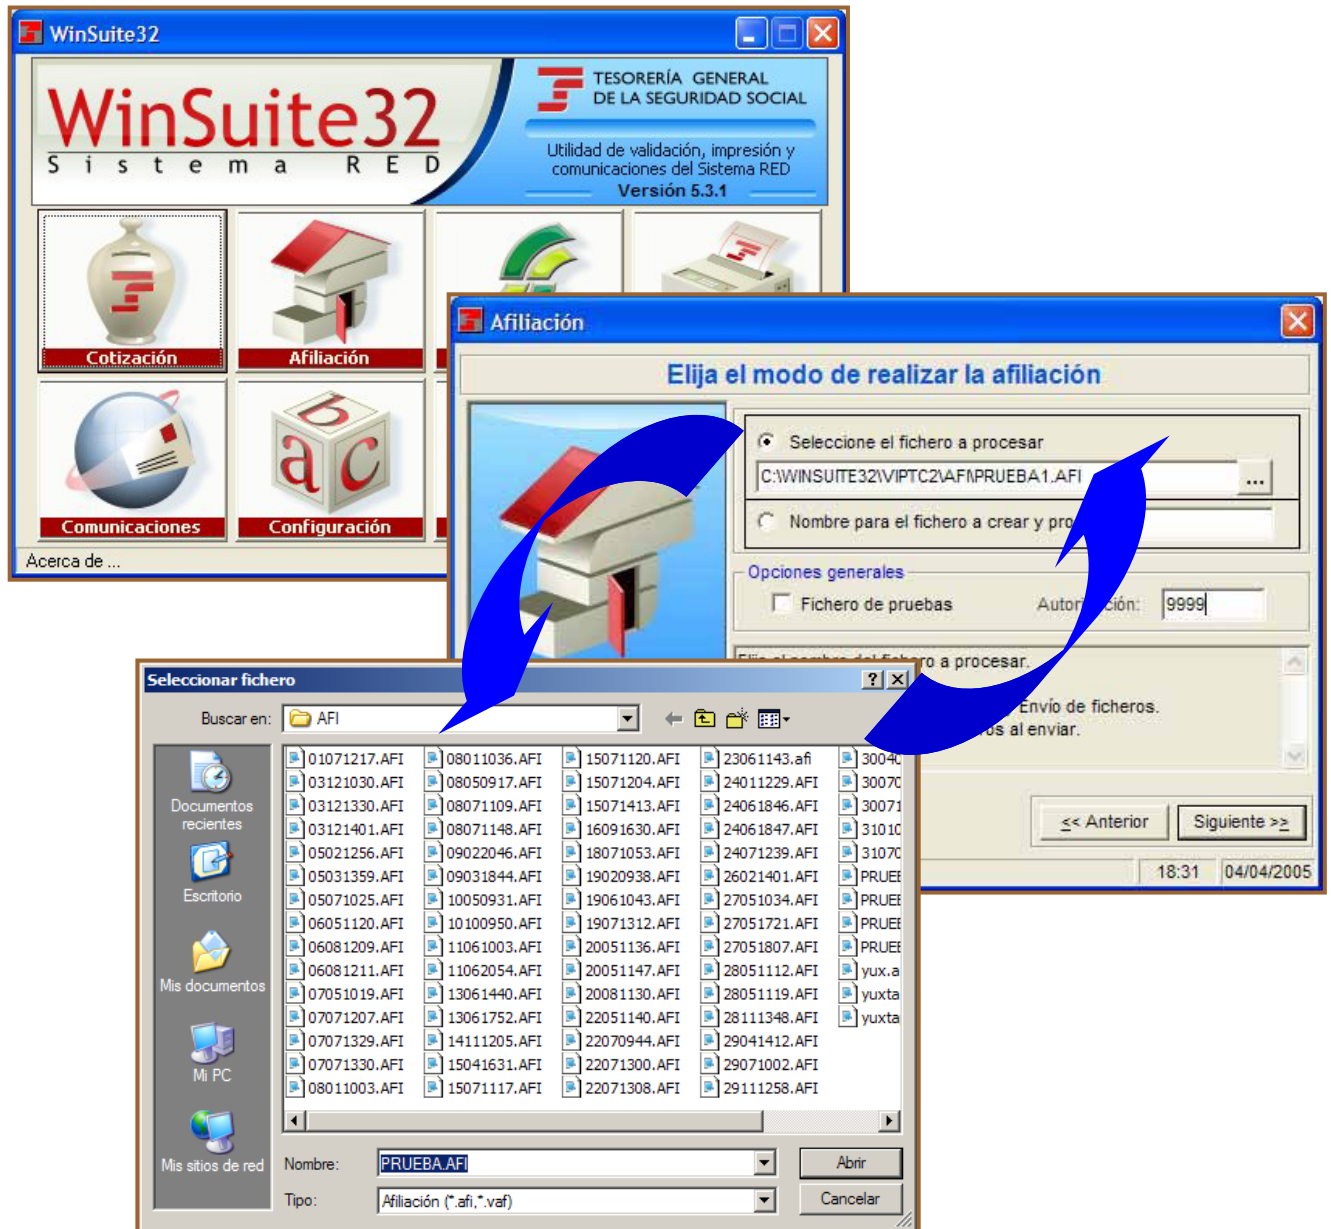 WinSuite32
WinSuite32
Sistema RED
TESORERÍA GENERAL
DE LA SEGURIDAD SOCIAL
Utilidad de validación, impresión y
comunicaciones del Sistema RED
Versión 5.3.1
Cotización
Afiliación
Comunicaciones
Configuración
Acerca de ...
Afiliación
Elija el modo de realizar la afiliación
Seleccione el fichero a procesar
C:\WINSUITE32\VIPTC2\AFI\PRUEBA1.AFI
...
Nombre para el fichero a crear y
Opciones generales
Fichero de pruebas
9999
a procesar.
Envío de ficheros.
al enviar.
<< Anterior
Siguiente >>
18:31
04/04/2005
Seleccionar fichero
Buscar en:
AFI
Documentos
recientes
Escritorio
Mis documentos
Mi PC
Mis sitios de red
01071217.AFI
03121030.AFI
03121330.AFI
03121401.AFI
05021256.AFI
05031359.AFI
05071025.AFI
06051120.AFI
06081209.AFI
06081211.AFI
07051019.AFI
07071207.AFI
07071329.AFI
07071330.AFI
08011003.AFI
08011036.AFI
08050917.AFI
08071109.AFI
08071148.AFI
09022046.AFI
09031844.AFI
10050931.AFI
10100950.AFI
11061003.AFI
11062054.AFI
13061440.AFI
13061752.AFI
14111205.AFI
15041631.AFI
15071117.AFI
15071120.AFI
15071204.AFI
15071413.AFI
16091630.AFI
18071053.AFI
19020938.AFI
19061043.AFI
19071312.AFI
20051136.AFI
20051147.AFI
20081130.AFI
22051140.AFI
22070944.AFI
22071300.AFI
22071308.AFI
23061143.afi
24011229.AFI
24061846.AFI
24061847.AFI
24071239.AFI
26021401.AFI
27051034.AFI
27051721.AFI
27051807.AFI
28051112.AFI
28051119.AFI
28111348.AFI
29041412.AFI
29071002.AFI
29111258.AFI
Nombre:
PRUEBA.AFI
Abrir
Tipo:
Afiliación (*.afi,*.vaf)
Cancelar